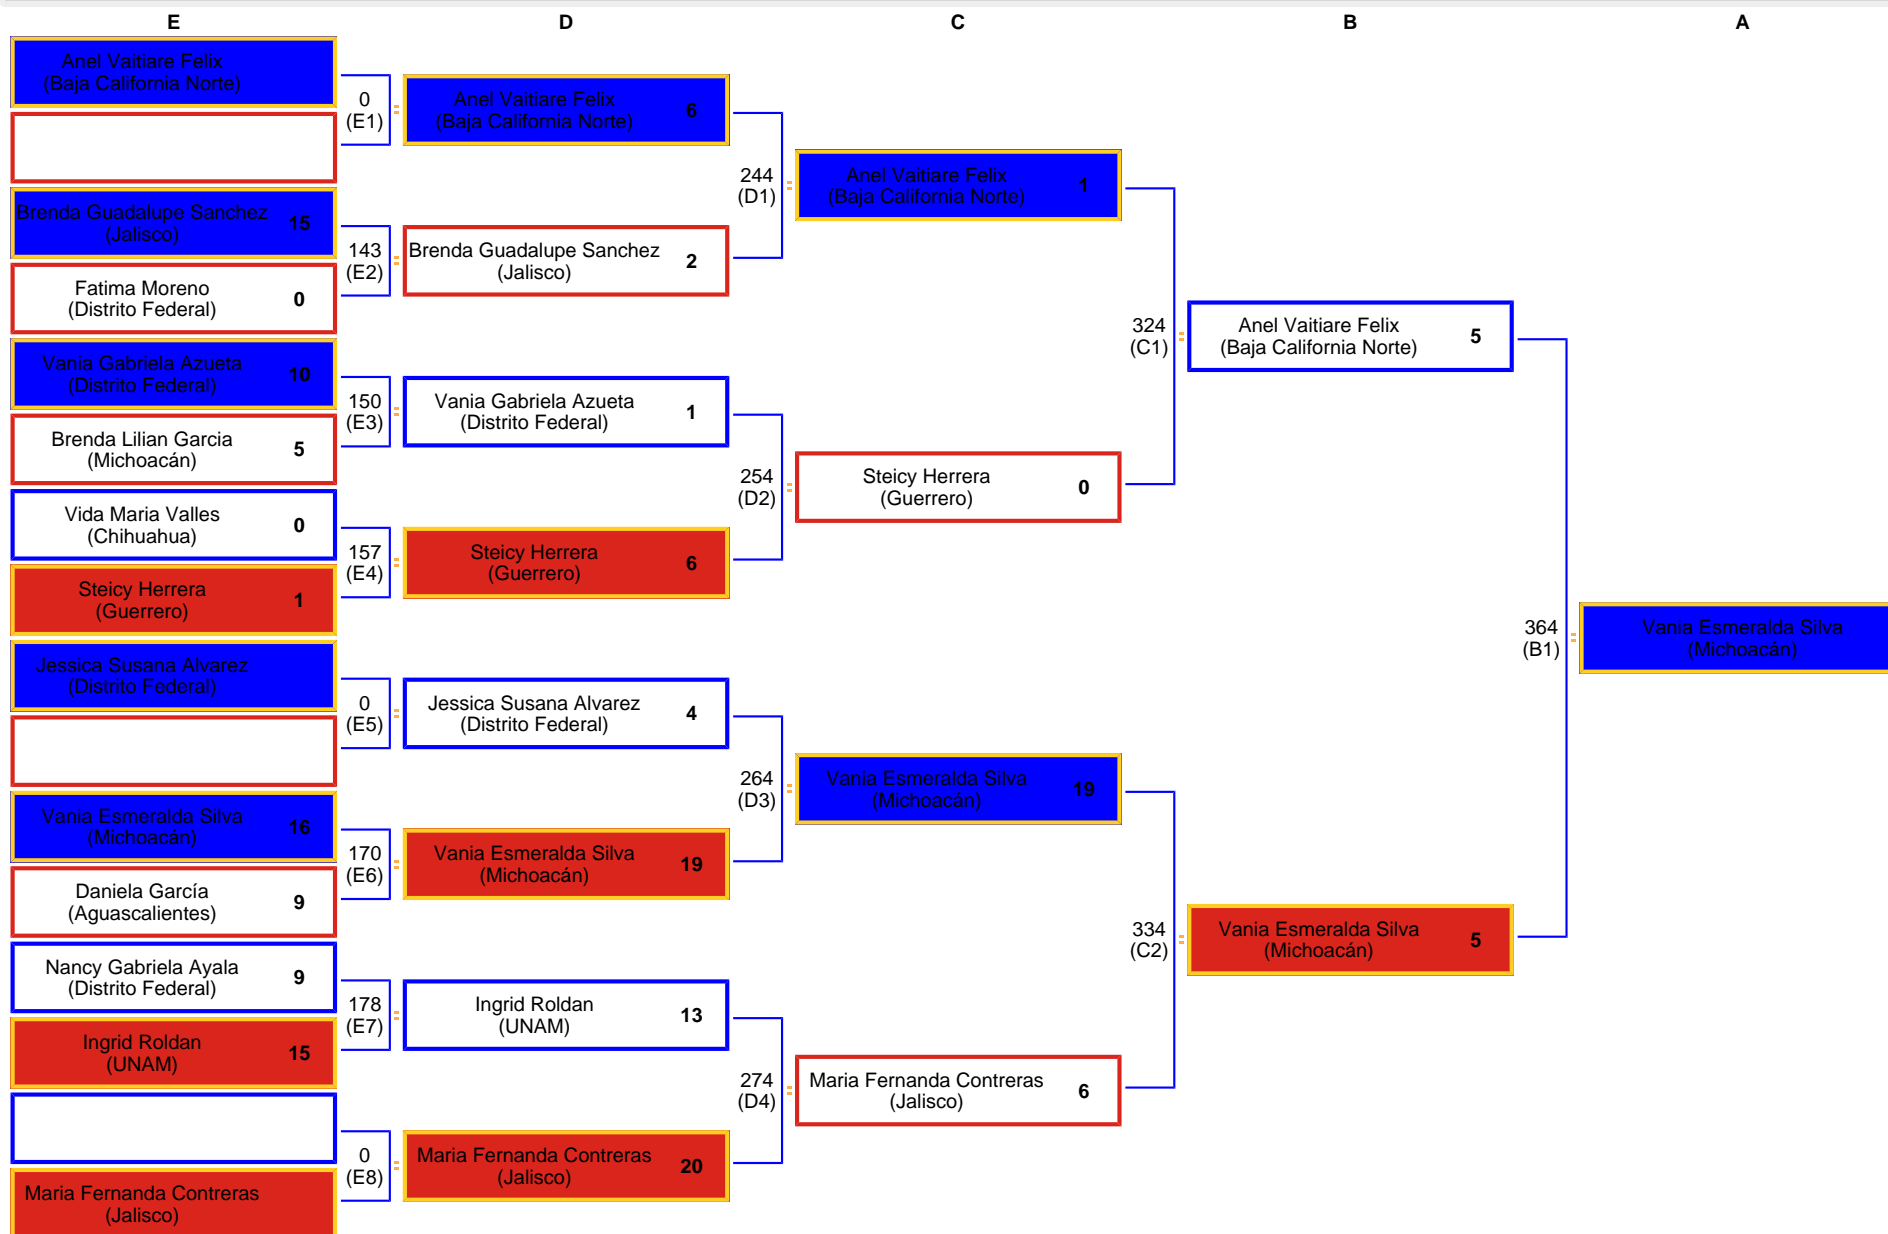 E D C B A
Anel Vaitiare Felix
(Baja California Norte)
0
(E1)
Brenda Guadalupe Sanchez 15
(Jalisco)
143
(E2)
Fatima Moreno 0
(Distrito Federal)
Vania Gabriela Azueta 10
(Distrito Federal)
150
(E3)
Brenda Lilian Garcia 5
(Michoacán)
Vida Maria Valles 0
(Chihuahua)
157
(E4)
Steicy Herrera 1
(Guerrero)
Jessica Susana Alvarez
(Distrito Federal)
0
(E5)
Vania Esmeralda Silva 16
(Michoacán)
170
(E6)
Daniela García 9
(Aguascalientes)
Nancy Gabriela Ayala 9
(Distrito Federal)
178
(E7)
Ingrid Roldan 15
(UNAM)
0
(E8)
Maria Fernanda Contreras
(Jalisco)
Anel Vaitiare Felix 6
(Baja California Norte)
244
(D1)
Brenda Guadalupe Sanchez 2
(Jalisco)
Vania Gabriela Azueta 1
(Distrito Federal)
254
(D2)
Steicy Herrera 6
(Guerrero)
Jessica Susana Alvarez 4
(Distrito Federal)
264
(D3)
Vania Esmeralda Silva 19
(Michoacán)
Ingrid Roldan 13
(UNAM)
274
(D4)
Maria Fernanda Contreras 20
(Jalisco)
Anel Vaitiare Felix 1
(Baja California Norte)
324
(C1)
Steicy Herrera 0
(Guerrero)
Vania Esmeralda Silva 19
(Michoacán)
334
(C2)
Maria Fernanda Contreras 6
(Jalisco)
Anel Vaitiare Felix 5
(Baja California Norte)
364
(B1)
Vania Esmeralda Silva 5
(Michoacán)
Vania Esmeralda Silva
(Michoacán)